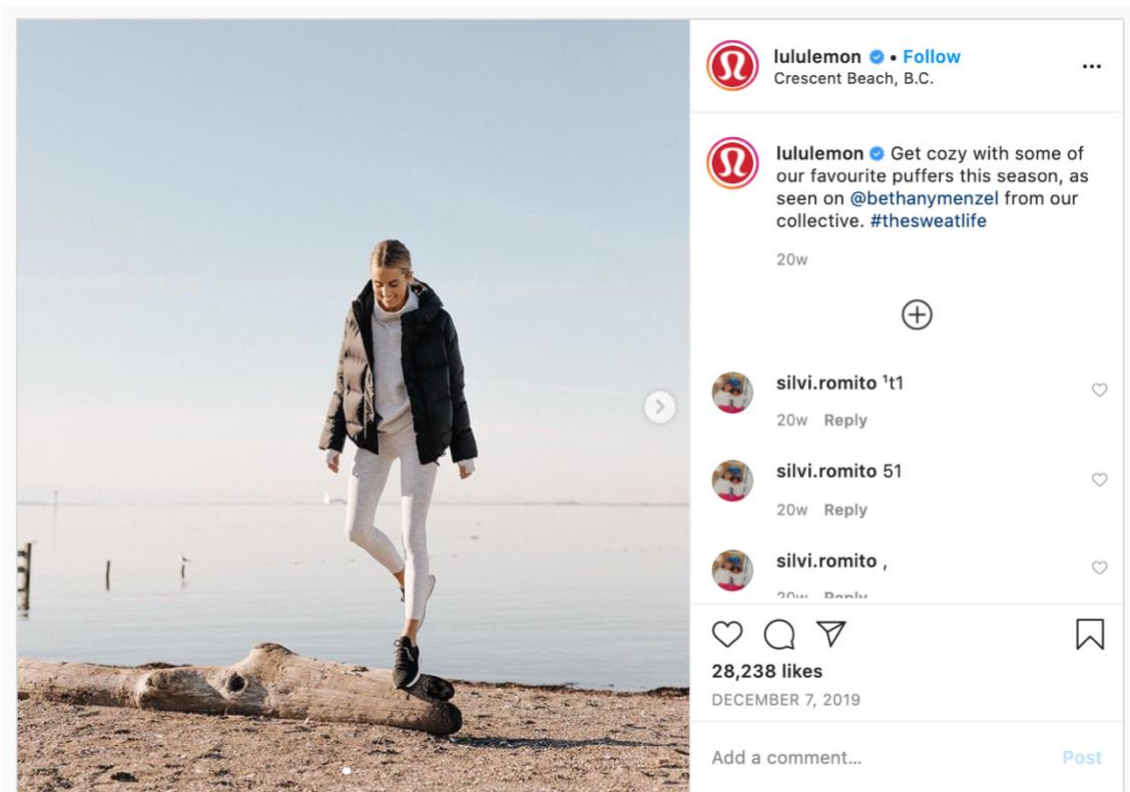 lululemon • Follow
Crescent Beach, B.C.
lululemon Get cozy with some of
our favourite puffers this season, as
seen on @bethanymenzel from our
collective. #thesweatlife
20w
silvi.romito ¹t1
20w Reply
silvi.romito 51
20w Reply
silvi.romito ,
20w Reply
28,238 likes
DECEMBER 7, 2019
Add a comment... Post